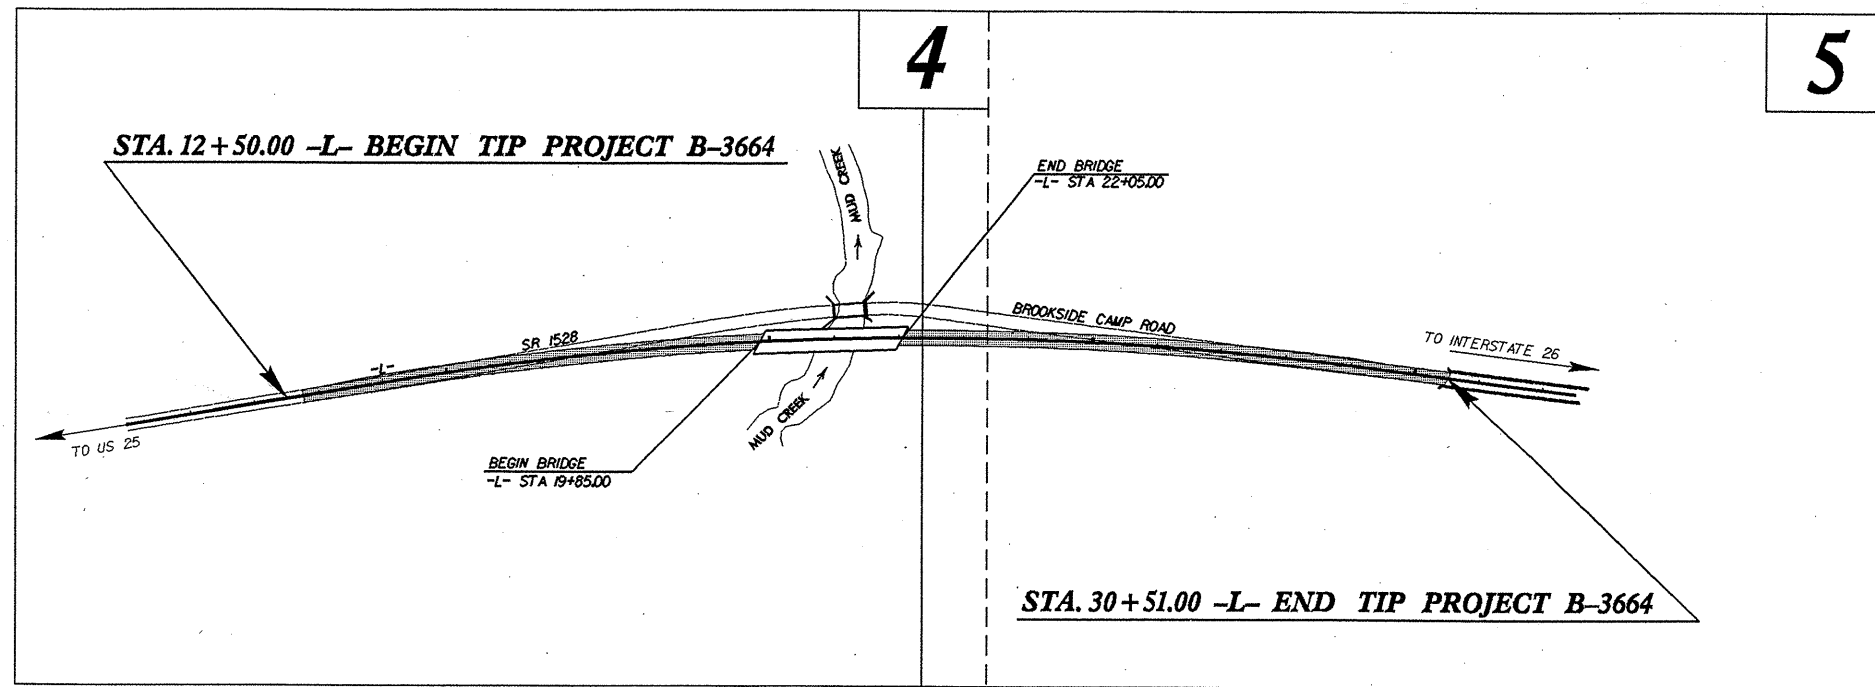 4
5
STA. 12+50.00 -L- BEGIN TIP PROJECT B-3664
MUD CREEK
MUD CREEK
END BRIDGE
-L- STA 22+05.00
BROOKSIDE CAMP ROAD
SR 1528
-L-
TO INTERSTATE 26
TO US 25
MUD CREEK
BEGIN BRIDGE
-L- STA 19+85.00
STA. 30+51.00 -L- END TIP PROJECT B-3664